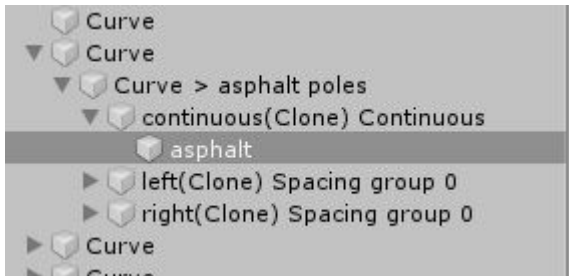 Curve
Curve
Curve > asphalt poles
continuous(Clone) Continuous
asphalt
left(Clone) Spacing group 0
right(Clone) Spacing group 0
Curve